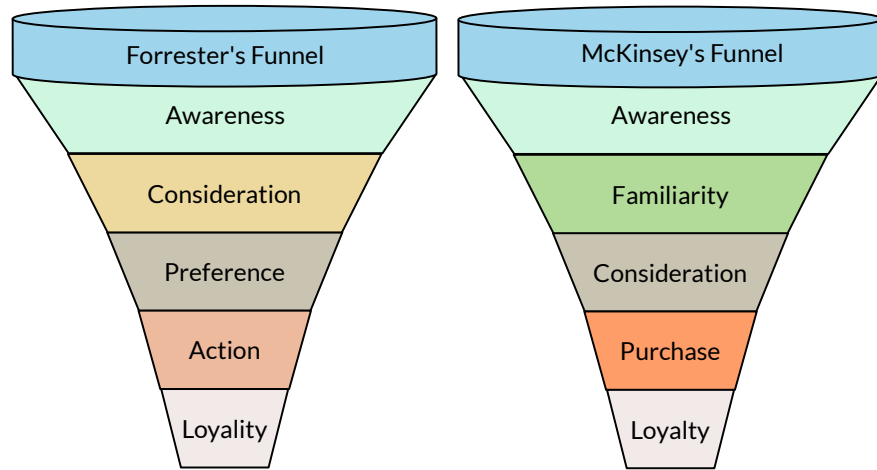 Forrester's Funnel
Awareness
Consideration
Preference
Action
Loyality
McKinsey's Funnel
Awareness
Familiarity
Consideration
Purchase
Loyalty